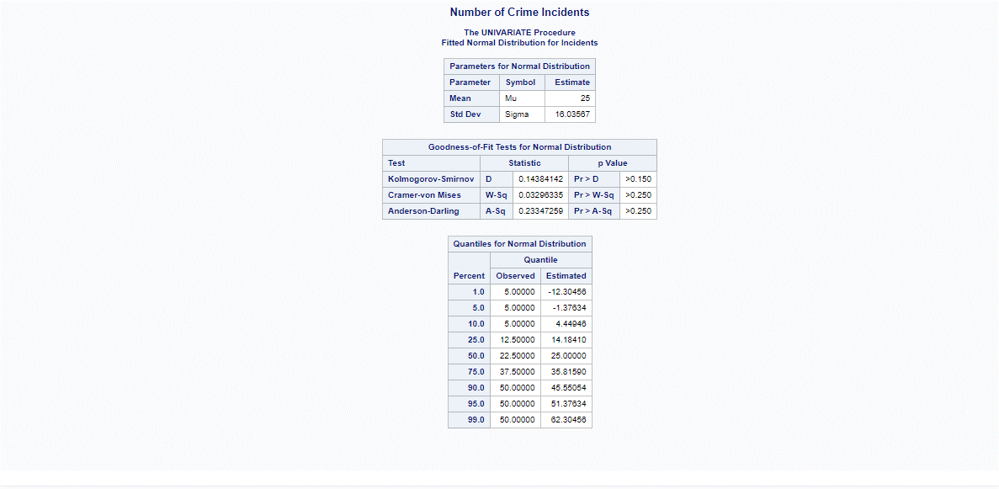 Number of Crime Incidents
The UNIVARIATE Procedure
Fitted Normal Distribution for Incidents
Parameters for Normal Distribution
Parameter Symbol Estimate
Mean Mu 25
Std Dev Sigma 16.03567
Goodness-of-Fit Tests for Normal Distribution
Test Statistic p Value
Kolmogorov-Smirnov D 0.14384142 Pr > D >0.150
Cramer-von Mises W-Sq 0.03296335 Pr > W-Sq >0.250
Anderson-Darling A-Sq 0.23347259 Pr > A-Sq >0.250
Quantiles for Normal Distribution
Quantile
Percent Observed Estimated
1.0 5.00000 -12.30456
5.0 5.00000 -1.37634
10.0 5.00000 4.44946
25.0 12.50000 14.18410
50.0 22.50000 25.00000
75.0 37.50000 35.81590
90.0 50.00000 45.55054
95.0 50.00000 51.37634
99.0 50.00000 62.30456